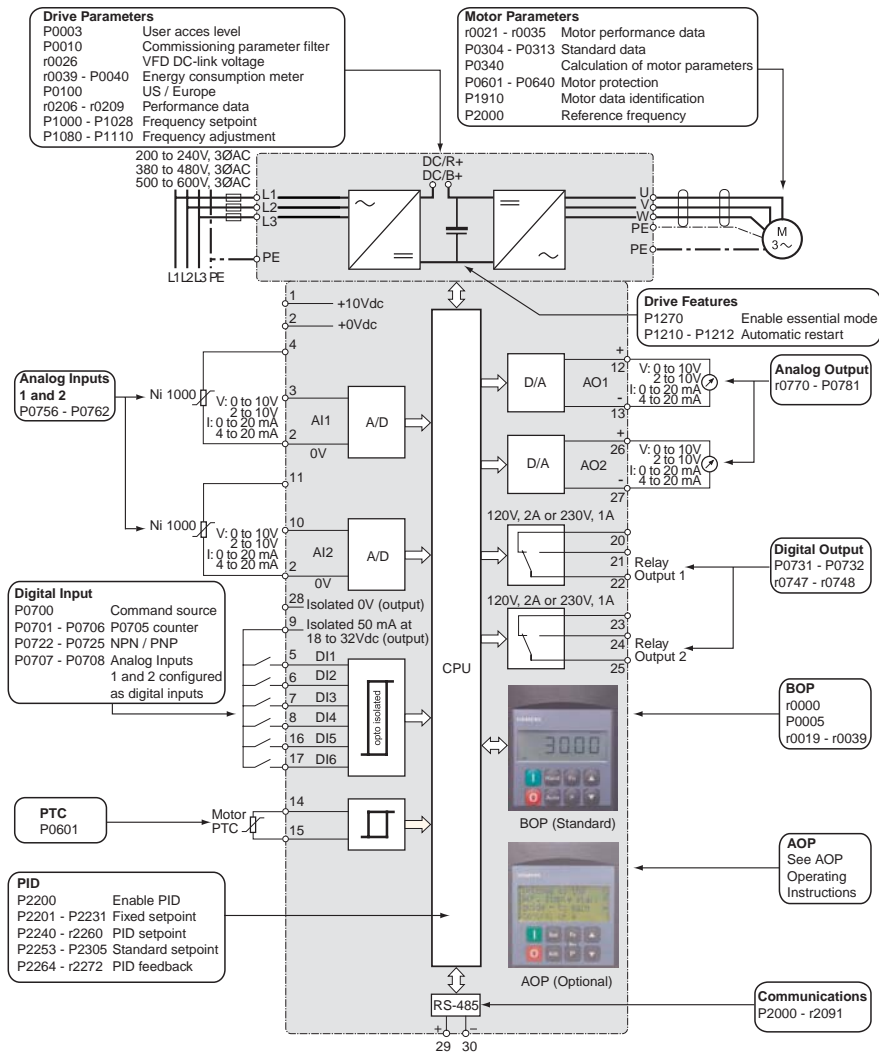 Drive Parameters
P0003 User acces level
P0010 Commissioning parameter filter
r0026 VFD DC-link voltage
r0039 - P0040 Energy consumption meter
P0100 US / Europe
r0206 - r0209 Performance data
P1000 - P1028 Frequency setpoint
P1080 - P1110 Frequency adjustment
Motor Parameters
r0021 - r0035 Motor performance data
P0304 - P0313 Standard data
P0340 Calculation of motor parameters
P0601 - P0640 Motor protection
P1910 Motor data identification
P2000 Reference frequency
200 to 240V, 3ØAC
380 to 480V, 3ØAC
500 to 600V, 3ØAC
DC/R+
DC/B+
L1
L2
L3
PE
L1 L2 L3 PE
U
V
W
PE
PE
M
3~
Drive Features
P1270 Enable essential mode
P1210 - P1212 Automatic restart
1 +10Vdc
2 +0Vdc
4
Analog Inputs
1 and 2
P0756 - P0762
Ni 1000
V: 0 to 10V
2 to 10V
I: 0 to 20 mA
4 to 20 mA
3
AI1
2
0V
A/D
11
Ni 1000
V: 0 to 10V
2 to 10V
I: 0 to 20 mA
4 to 20 mA
10
AI2
2
0V
A/D
D/A
AO1
+
12
-
13
V: 0 to 10V
2 to 10V
I: 0 to 20 mA
4 to 20 mA
Analog Output
r0770 - P0781
D/A
AO2
+
26
-
27
V: 0 to 10V
2 to 10V
I: 0 to 20 mA
4 to 20 mA
120V, 2A or 230V, 1A
20
21
22
Relay
Output 1
Digital Output
P0731 - P0732
r0747 - r0748
120V, 2A or 230V, 1A
23
24
25
Relay
Output 2
28 Isolated 0V (output)
9 Isolated 50 mA at
18 to 32Vdc (output)
Digital Input
P0700 Command source
P0701 - P0706 P0705 counter
P0722 - P0725 NPN / PNP
P0707 - P0708 Analog Inputs
1 and 2 configured
as digital inputs
5 DI1
6 DI2
7 DI3
8 DI4
16 DI5
17 DI6
opto isolated
CPU
SIEMENS
30.00
I
O
P
BOP (Standard)
BOP
r0000
P0005
r0019 - r0039
PTC
P0601
Motor
PTC
14
15
PID
P2200 Enable PID
P2201 - P2231 Fixed setpoint
P2240 - r2260 PID setpoint
P2253 - P2305 Standard setpoint
P2264 - r2272 PID feedback
SIEMENS
I
O
P
AOP (Optional)
AOP
See AOP
Operating
Instructions
RS-485
+ −
29 30
Communications
P2000 - r2091